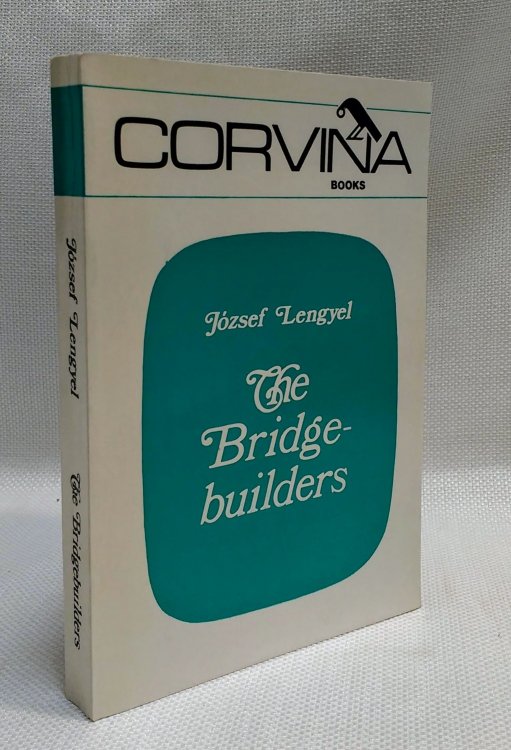 CORVINA
BOOKS
József Lengyel
The
Bridge-
builders
József Lengyel
The Bridgebuilders